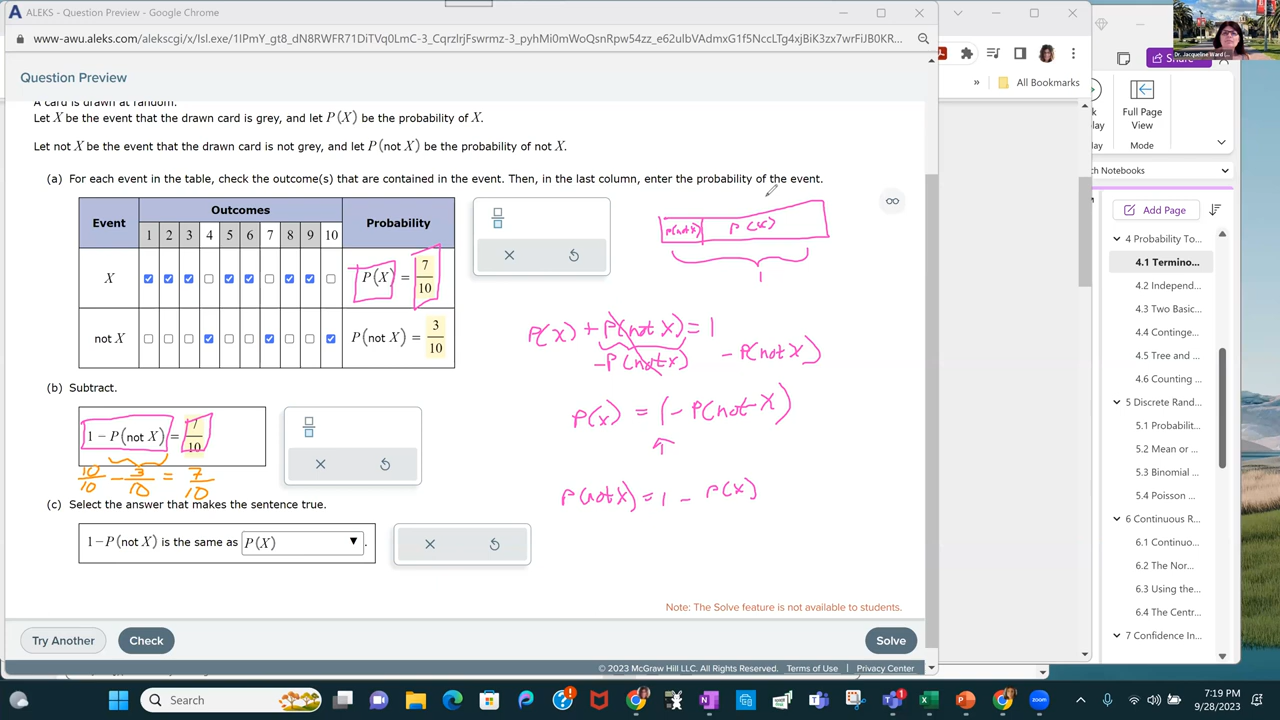 ALEKS - Question Preview - Google Chrome
www-awu.aleks.com/alekscgi/x/Isl.exe/1IPmY_gt8_dN8RWFR71DiTVq0UmC-3_
Question Preview
A card is drawn at random.
Let X be the event that the drawn card is grey, and let P(X) be the probability of X.
Let not X be the event that the drawn card is not grey, and let P(not X) be the probability of not X.
(a) For each event in the table, check the outcome(s) that are contained in the event. Then, in the last column, enter the probability of the event.
Event Outcomes Probability
1 2 3 4 5 6 7 8 9 10
X P(X) = 7/10
not X P(not X) = 3/10
P(not X) P(X)
1
P(X) + P(not X) = 1
-P(not X) - P(not X)
P(X) = 1 - P(not X)
P(not X) = 1 - P(X)
(b) Subtract.
1 - P(not X) = 7/10
10/10 - 3/10 = 7/10
(c) Select the answer that makes the sentence true.
1-P(not X) is the same as P(X)
Note: The Solve feature is not available to students.
Try Another Check Solve
© 2023 McGraw Hill LLC. All Rights Reserved. Terms of Use | Privacy Center
» All Bookmarks
Dr. Jacqueline Ward
Share
Full Page
View
Mode
ch Notebooks
Add Page
4 Probability To...
4.1 Termino...
4.2 Independ...
4.3 Two Basic...
4.4 Contingen...
4.5 Tree and ...
4.6 Counting ...
5 Discrete Rand...
5.1 Probabilit...
5.2 Mean or ...
5.3 Binomial ...
5.4 Poisson ...
6 Continuous R...
6.1 Continuo...
6.2 The Nor...
6.3 Using the...
6.4 The Centr...
7 Confidence In...
Search
7:19 PM
9/28/2023